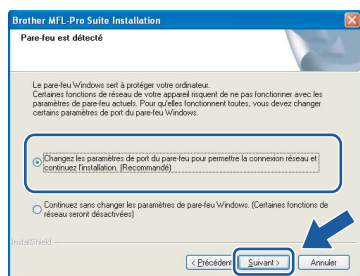 Brother MFL-Pro Suite Installation
Pare-feu est détecté
Le pare-feu Windows sert à protéger votre ordinateur.
Certaines fonctions de réseau de votre appareil risquent de ne pas fonctionner avec les
paramètres de pare-feu actuels. Pour qu'elles fonctionnent toutes, vous devez changer
certains paramètres de port du pare-feu Windows.
Changez les paramètres de port du pare-feu pour permettre la connexion réseau et
continuez l'installation. (Recommandé)
Continuez sans changer les paramètres de pare-feu Windows. (Certaines fonctions de
réseau seront désactivées)
InstallShield
< Précédent
Suivant >
Annuler